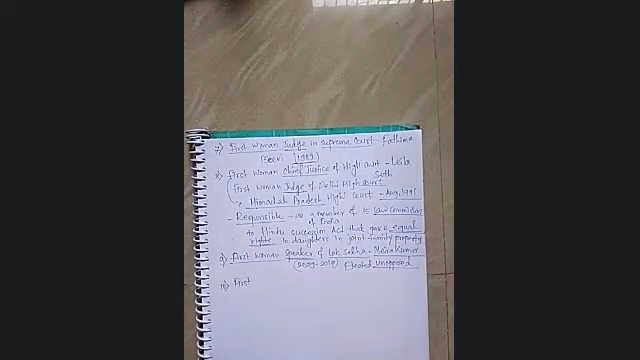 7) First Woman Judge in supreme Court - Fathima
Beevi (1989)
8) First Woman Chief Justice of High Court - Leila
Seth
First woman Judge of Delhi High Court
Himachal Pradesh High Court - Aug, 1991
- Responsible - as a member of 15 Law Commission
of India
to Hindu succession Act that gave equal
rights to daughters in joint family property
9) First Woman Speaker of Lok Sabha - Meira Kumar
Elected unopposed
10) First